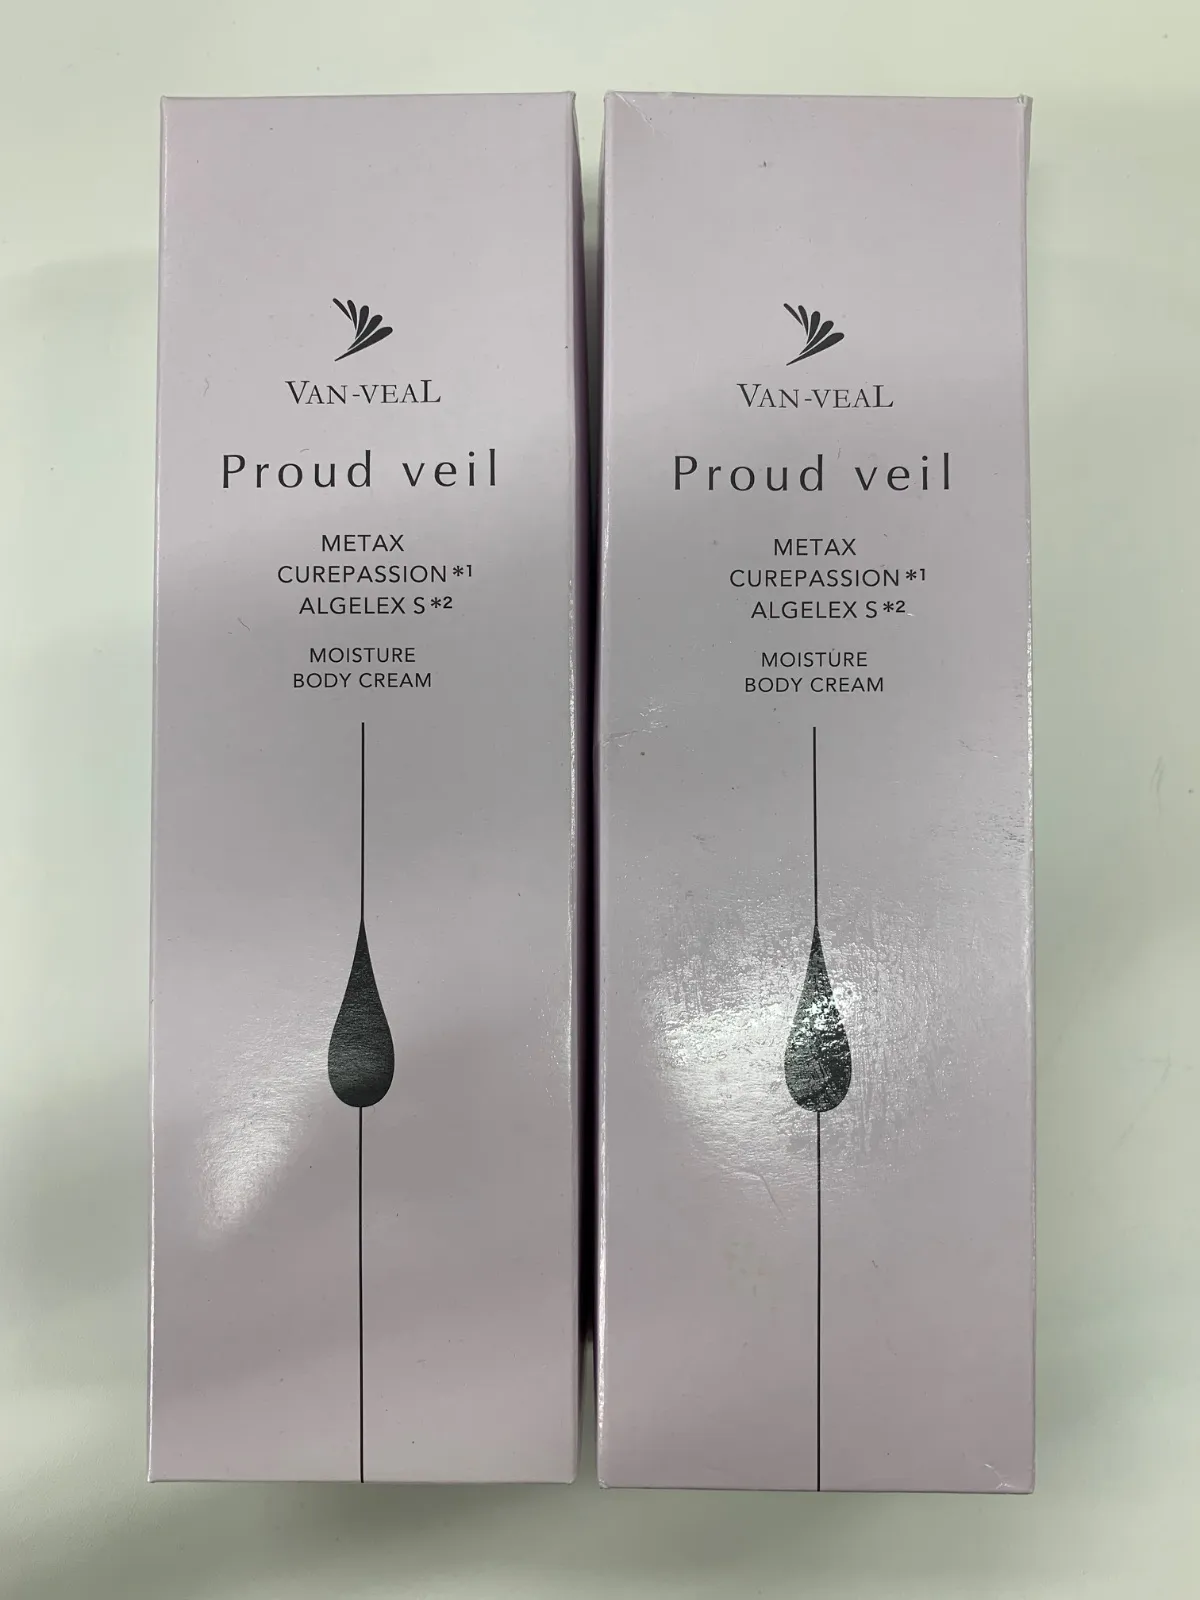 VAN-VEAL
Proud veil
METAX
CUREPASSION*1
ALGELEX S*2
MOISTURE
BODY CREAM
VAN-VEAL
Proud veil
METAX
CUREPASSION*1
ALGELEX S*2
MOISTURE
BODY CREAM